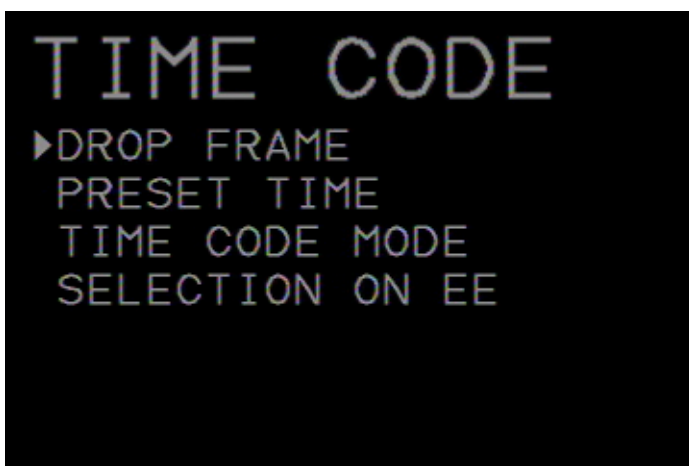 TIME CODE
DROP FRAME
PRESET TIME
TIME CODE MODE
SELECTION ON EE